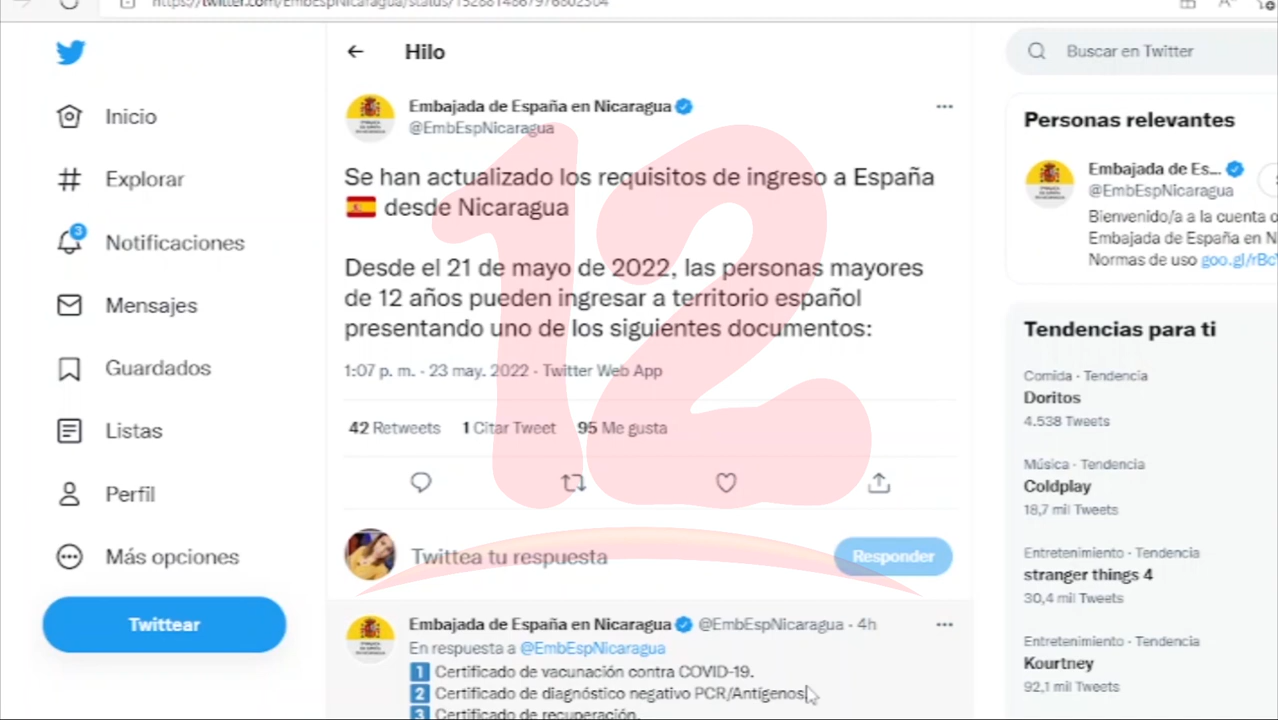 Hilo
Buscar en Twitter
Inicio
Explorar
3
Notificaciones
Mensajes
Guardados
Listas
Perfil
Más opciones
Twittear
Embajada de España en Nicaragua
@EmbEspNicaragua
Se han actualizado los requisitos de ingreso a España
desde Nicaragua
Desde el 21 de mayo de 2022, las personas mayores
de 12 años pueden ingresar a territorio español
presentando uno de los siguientes documentos:
1:07 p. m. · 23 may. 2022 · Twitter Web App
42 Retweets 1 Citar Tweet 95 Me gusta
Twittea tu respuesta
Responder
Embajada de España en Nicaragua @EmbEspNicaragua · 4h
En respuesta a @EmbEspNicaragua
1 Certificado de vacunación contra COVID-19.
2 Certificado de diagnóstico negativo PCR/Antígenos.
3 Certificado de recuperación.
12
Personas relevantes
Embajada de Es...
@EmbEspNicaragua
Bienvenido/a a la cuenta
Embajada de España en N
Normas de uso goo.gl/rBc
Tendencias para ti
Comida · Tendencia
Doritos
4.538 Tweets
Música · Tendencia
Coldplay
18,7 mil Tweets
Entretenimiento · Tendencia
stranger things 4
30,4 mil Tweets
Entretenimiento · Tendencia
Kourtney
92,1 mil Tweets